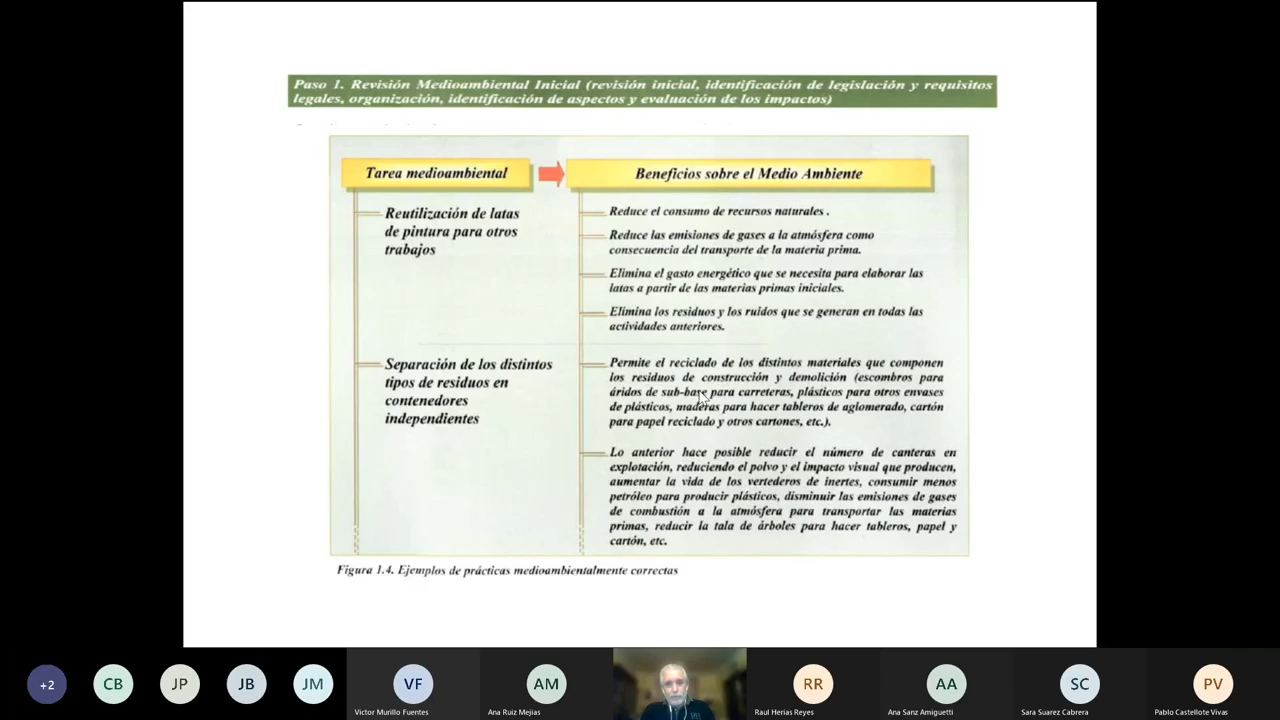 Paso 1. Revisión Medioambiental Inicial (revisión inicial, identificación de legislación y requisitos
legales, organización, identificación de aspectos y evaluación de los impactos)
Tarea medioambiental
Beneficios sobre el Medio Ambiente
Reutilización de latas
de pintura para otros
trabajos
Reduce el consumo de recursos naturales .
Reduce las emisiones de gases a la atmósfera como
consecuencia del transporte de la materia prima.
Elimina el gasto energético que se necesita para elaborar las
latas a partir de las materias primas iniciales.
Elimina los residuos y los ruidos que se generan en todas las
actividades anteriores.
Separación de los distintos
tipos de residuos en
contenedores
independientes
Permite el reciclado de los distintos materiales que componen
los residuos de construcción y demolición (escombros para
áridos de sub-base para carreteras, plásticos para otros envases
de plásticos, maderas para hacer tableros de aglomerado, cartón
para papel reciclado y otros cartones, etc.).
Lo anterior hace posible reducir el número de canteras en
explotación, reduciendo el polvo y el impacto visual que producen,
aumentar la vida de los vertederos de inertes, consumir menos
petróleo para producir plásticos, disminuir las emisiones de gases
de combustión a la atmósfera para transportar las materias
primas, reducir la tala de árboles para hacer tableros, papel y
cartón, etc.
Figura 1.4. Ejemplos de prácticas medioambientalmente correctas
+2
CB
JP
JB
JM
VF
AM
RR
AA
SC
PV
Victor Murillo Fuentes
Ana Ruiz Mejias
Raul Herias Reyes
Ana Sanz Amiguetti
Sara Suarez Cabrera
Pablo Castellote Vivas